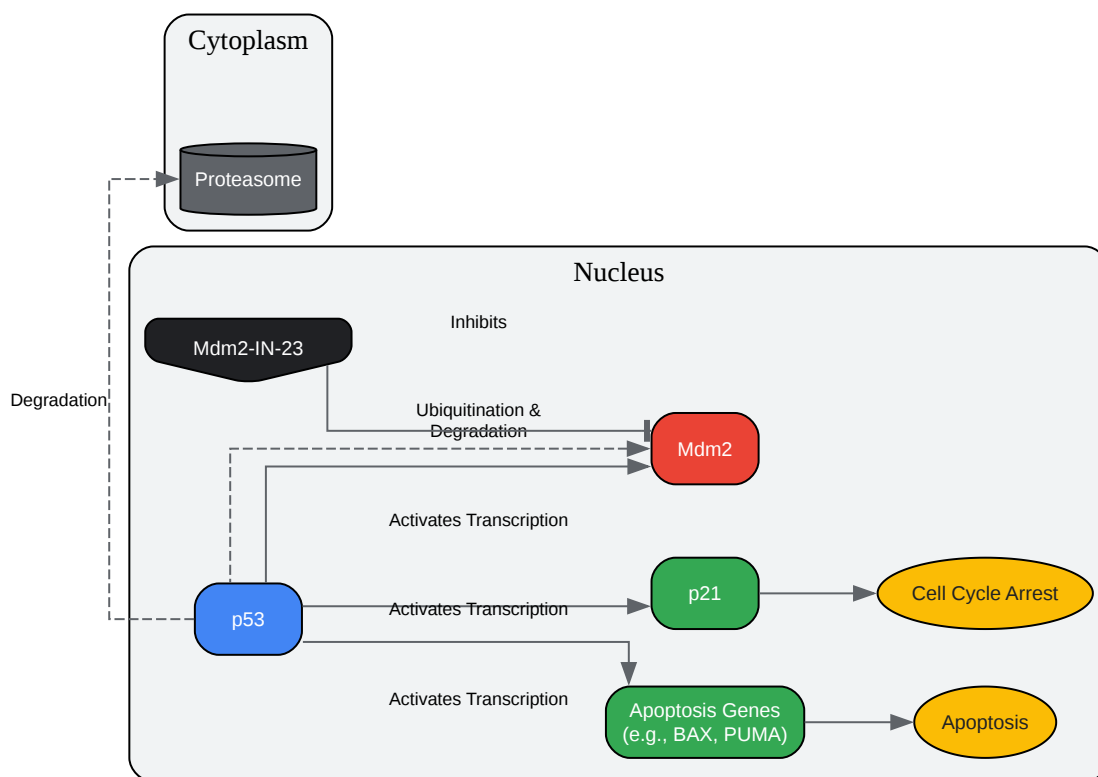 Cytoplasm
Proteasome
Nucleus
Inhibits
Mdm2-IN-23
Degradation
Ubiquitination &
Degradation
Mdm2
Activates Transcription
p53
Activates Transcription
p21
Cell Cycle Arrest
Activates Transcription
Apoptosis Genes
(e.g., BAX, PUMA)
Apoptosis